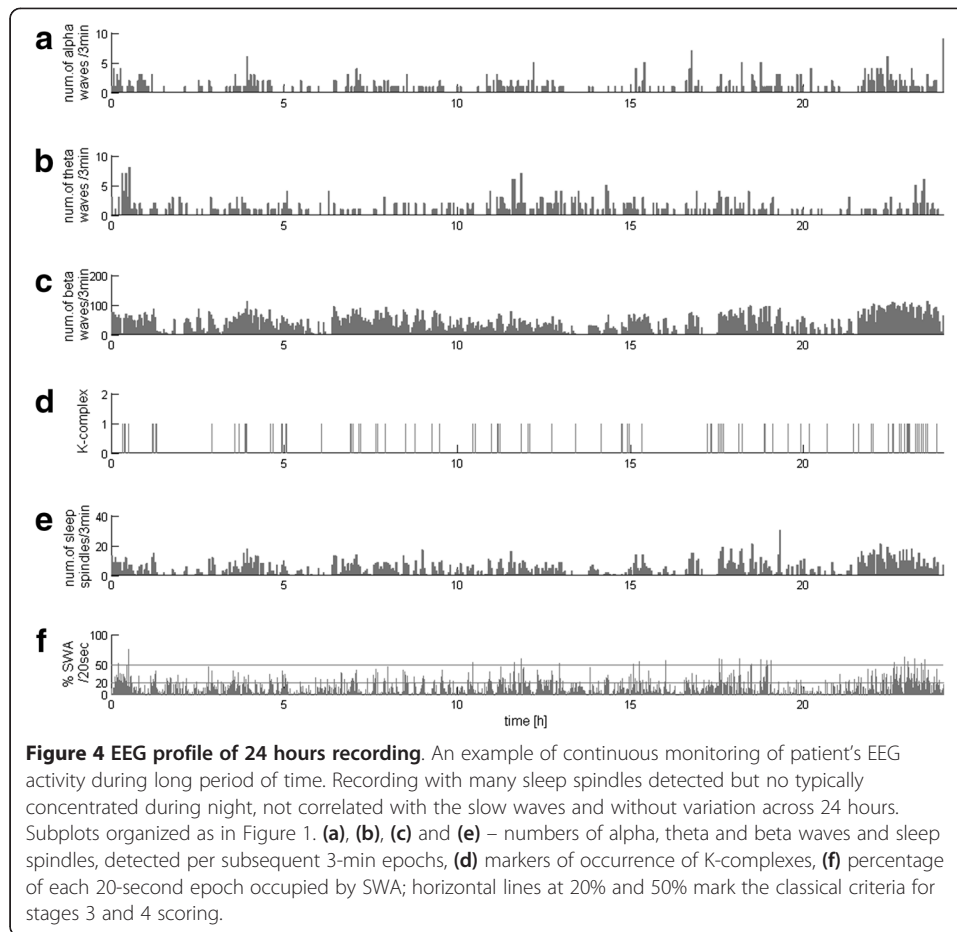 a
num. of alpha
waves /3min
10
5
0
0
5
10
15
20
b
num.of theta
waves /3min
10
5
0
0
5
10
15
20
c
num. of beta
waves/3min
200
100
0
0
5
10
15
20
d
K-complex
2
1
0
0
5
10
15
20
e
num.of sleep
spindles/3min
40
20
0
0
5
10
15
20
f
% SWA
/20sec
100
50
20
0
0
5
10
15
20
time [h]
Figure 4 EEG profile of 24 hours recording. An example of continuous monitoring of patient's EEG
activity during long period of time. Recording with many sleep spindles detected but no typically
concentrated during night, not correlated with the slow waves and without variation across 24 hours.
Subplots organized as in Figure 1. (a), (b), (c) and (e) – numbers of alpha, theta and beta waves and sleep
spindles, detected per subsequent 3-min epochs, (d) markers of occurrence of K-complexes, (f) percentage
of each 20-second epoch occupied by SWA; horizontal lines at 20% and 50% mark the classical criteria for
stages 3 and 4 scoring.